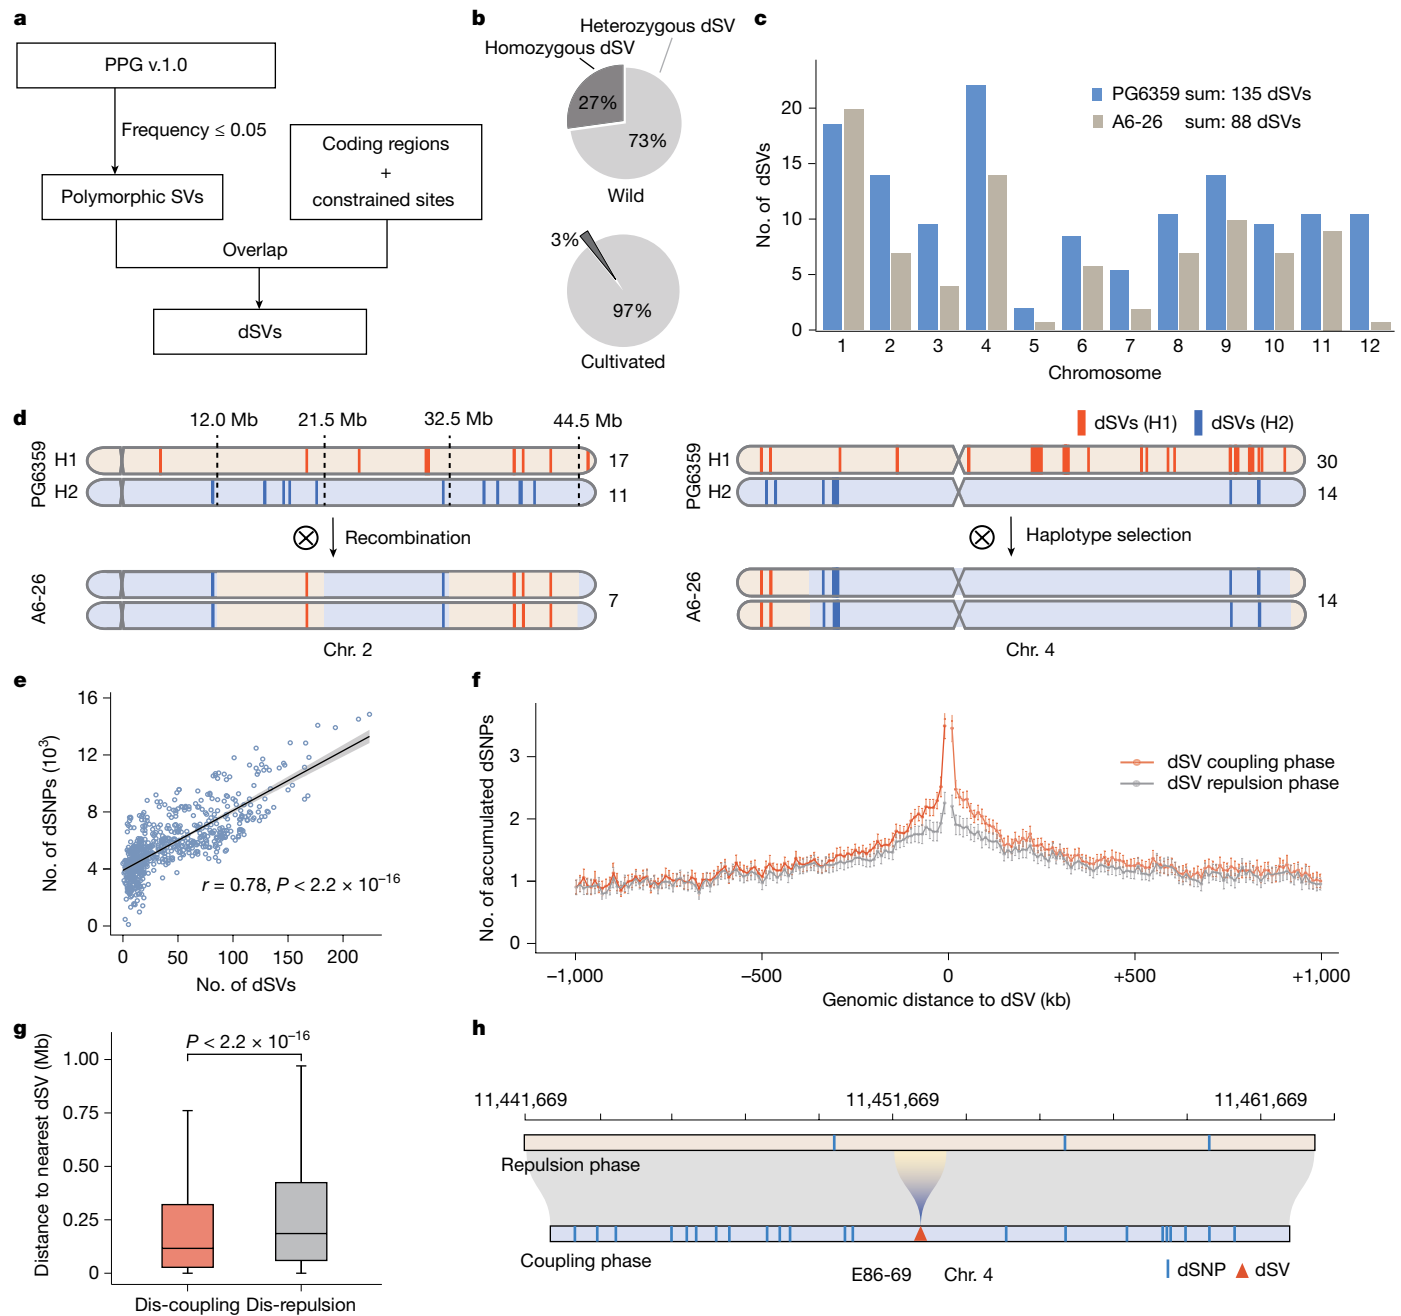 a
PPG v.1.0
Frequency ≤ 0.05
Polymorphic SVs
Coding regions
+
constrained sites
Overlap
dSVs
b
Heterozygous dSV
Homozygous dSV
27%
73%
Wild
3%
97%
Cultivated
c
No. of dSVs
20
15
10
5
0
PG6359 sum: 135 dSVs
A6-26 sum: 88 dSVs
1 2 3 4 5 6 7 8 9 10 11 12
Chromosome
d
12.0 Mb 21.5 Mb 32.5 Mb 44.5 Mb
PG6359
H1
17
H2
11
Recombination
A6-26
7
Chr. 2
dSVs (H1) dSVs (H2)
PG6359
H1
30
H2
14
Haplotype selection
A6-26
14
Chr. 4
e
No. of dSNPs (10³)
16
12
8
4
0
r = 0.78, P < 2.2 × 10⁻¹⁶
0 50 100 150 200
No. of dSVs
f
No. of accumulated dSNPs
3
2
1
0
dSV coupling phase
dSV repulsion phase
−1,000 −500 0 +500 +1,000
Genomic distance to dSV (kb)
g
Distance to nearest dSV (Mb)
P < 2.2 × 10⁻¹⁶
1.00
0.75
0.50
0.25
0
Dis-coupling Dis-repulsion
h
11,441,669 11,451,669 11,461,669
Repulsion phase
Coupling phase
E86-69 Chr. 4
dSNP dSV